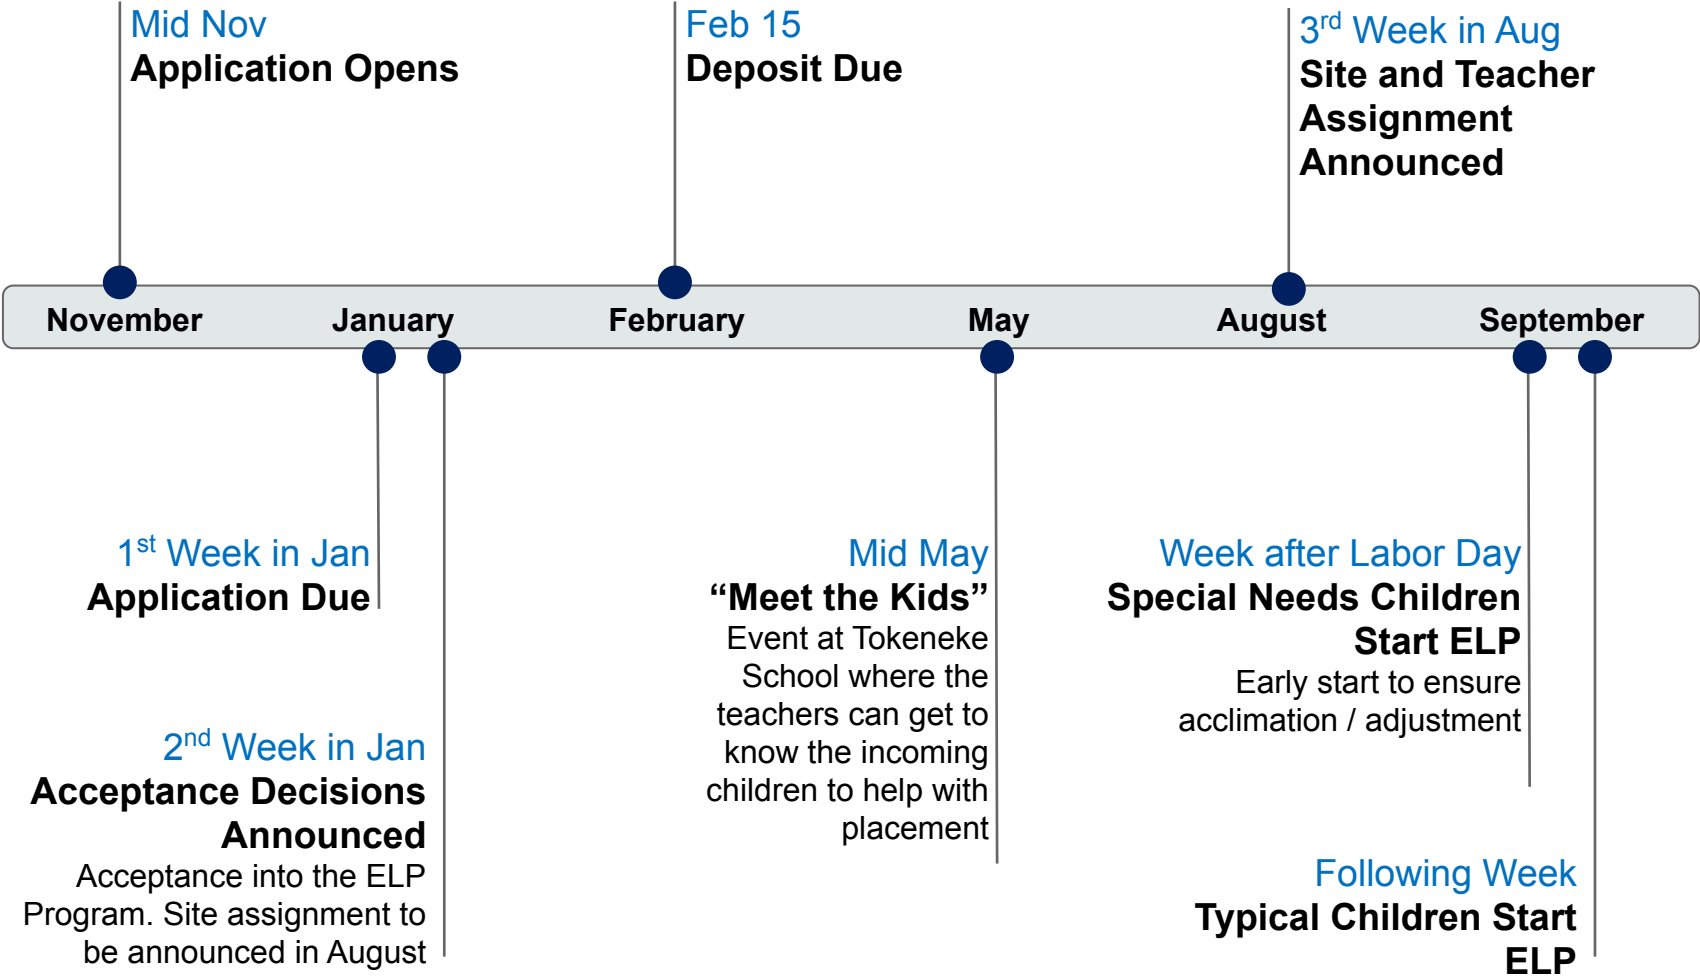 Mid Nov
Application Opens
Feb 15
Deposit Due
3rd Week in Aug
Site and Teacher
Assignment
Announced
November
January
February
May
August
September
1st Week in Jan
Application Due
2nd Week in Jan
Acceptance Decisions
Announced
Acceptance into the ELP
Program. Site assignment to
be announced in August
Mid May
“Meet the Kids”
Event at Tokeneke
School where the
teachers can get to
know the incoming
children to help with
placement
Week after Labor Day
Special Needs Children
Start ELP
Early start to ensure
acclimation / adjustment
Following Week
Typical Children Start
ELP